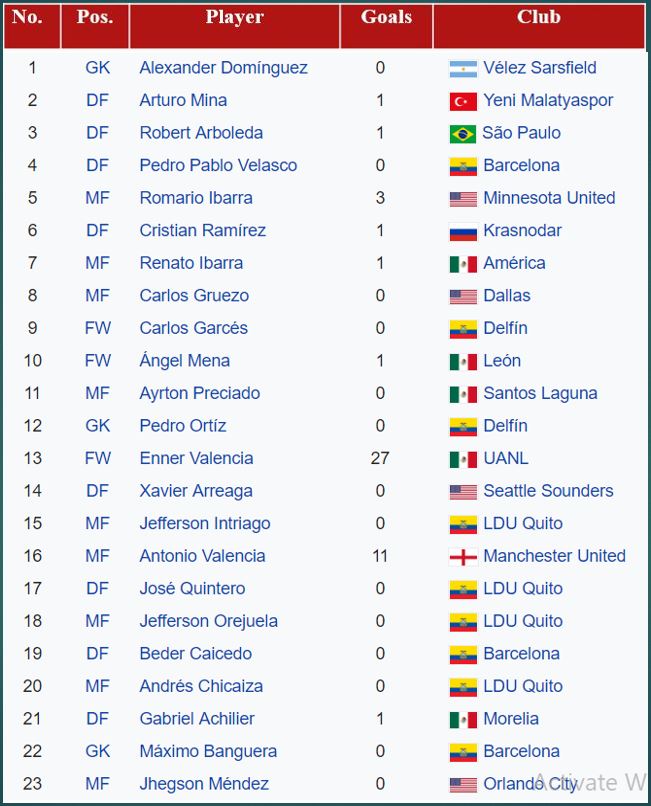 No. Pos. Player Goals Club
1 GK Alexander Domínguez 0 Vélez Sarsfield
2 DF Arturo Mina 1 Yeni Malatyaspor
3 DF Robert Arboleda 1 São Paulo
4 DF Pedro Pablo Velasco 0 Barcelona
5 MF Romario Ibarra 3 Minnesota United
6 DF Cristian Ramírez 1 Krasnodar
7 MF Renato Ibarra 1 América
8 MF Carlos Gruezo 0 Dallas
9 FW Carlos Garcés 0 Delfín
10 FW Ángel Mena 1 León
11 MF Ayrton Preciado 0 Santos Laguna
12 GK Pedro Ortíz 0 Delfín
13 FW Enner Valencia 27 UANL
14 DF Xavier Arreaga 0 Seattle Sounders
15 MF Jefferson Intriago 0 LDU Quito
16 MF Antonio Valencia 11 Manchester United
17 DF José Quintero 0 LDU Quito
18 MF Jefferson Orejuela 0 LDU Quito
19 DF Beder Caicedo 0 Barcelona
20 MF Andrés Chicaiza 0 LDU Quito
21 DF Gabriel Achilier 1 Morelia
22 GK Máximo Banguera 0 Barcelona
23 MF Jhegson Méndez 0 Orlando City
Activate W